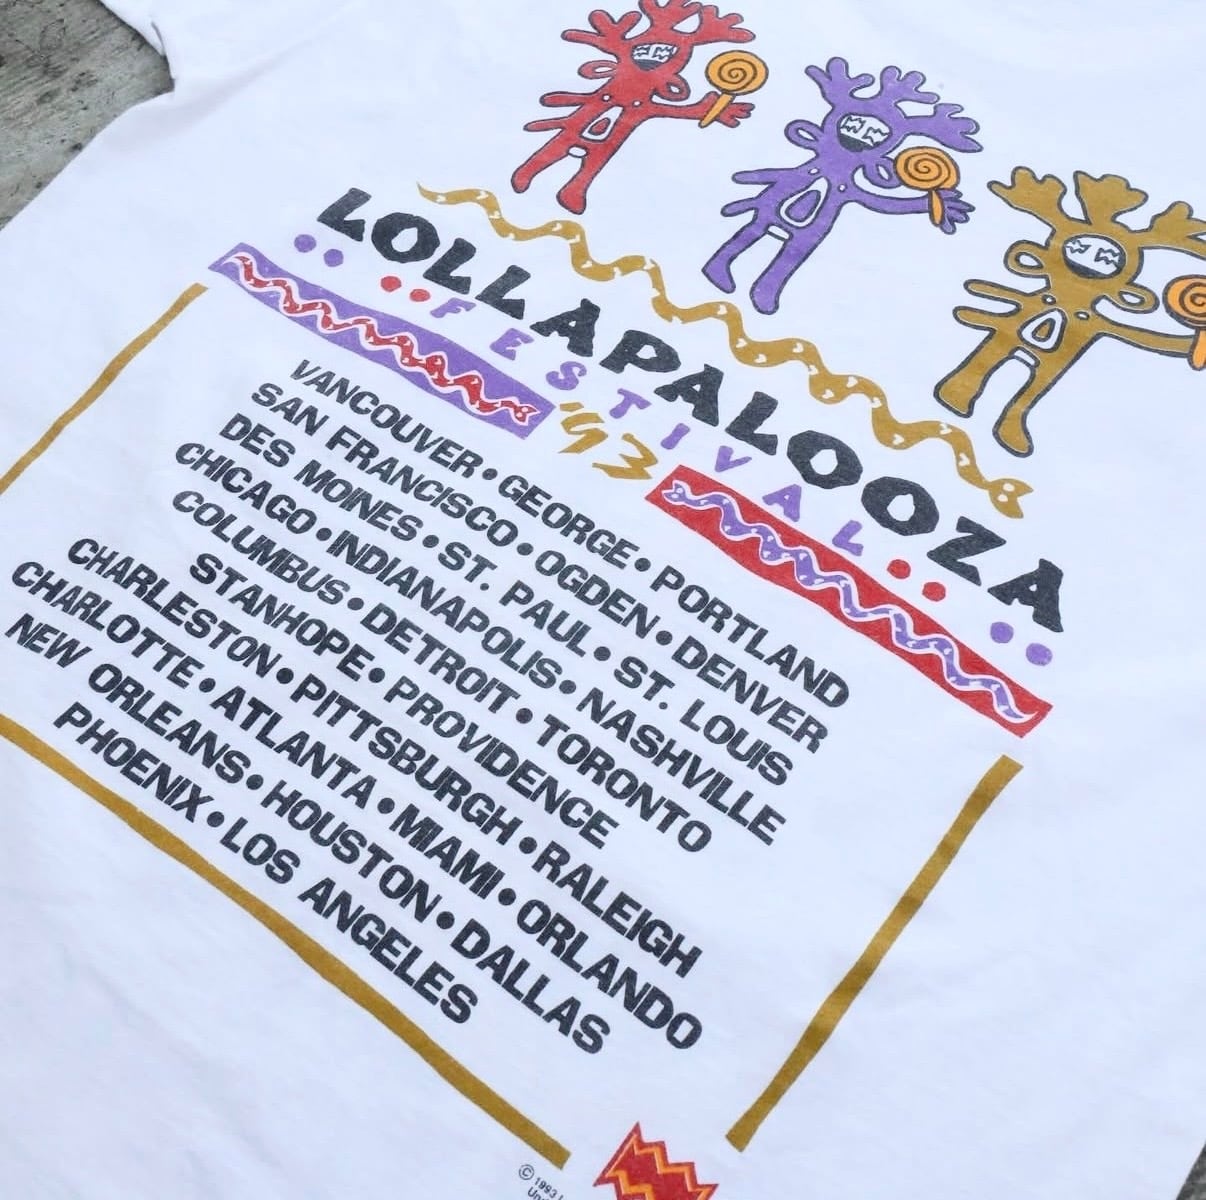 LOLLAPALOOZA
FESTIVAL
'93
VANCOUVER • GEORGE • PORTLAND
SAN FRANCISCO • OGDEN • DENVER
DES MOINES • ST. PAUL • ST. LOUIS
CHICAGO • INDIANAPOLIS • NASHVILLE
COLUMBUS • DETROIT • TORONTO
STANHOPE • PROVIDENCE
CHARLESTON • PITTSBURGH • RALEIGH
CHARLOTTE • ATLANTA • MIAMI • ORLANDO
NEW ORLEANS • HOUSTON • DALLAS
PHOENIX • LOS ANGELES
© 1993